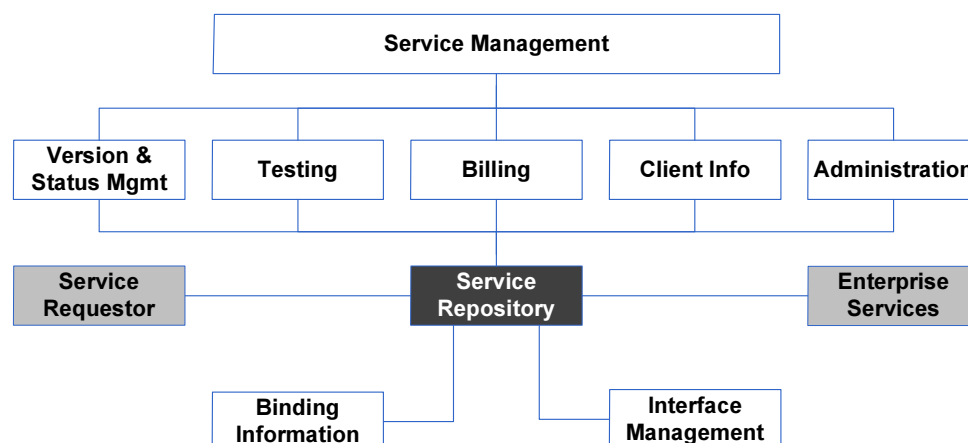 Service Management
Version &
Status Mgmt
Testing
Billing
Client Info
Administration
Service
Requestor
Service
Repository
Enterprise
Services
Binding
Information
Interface
Management